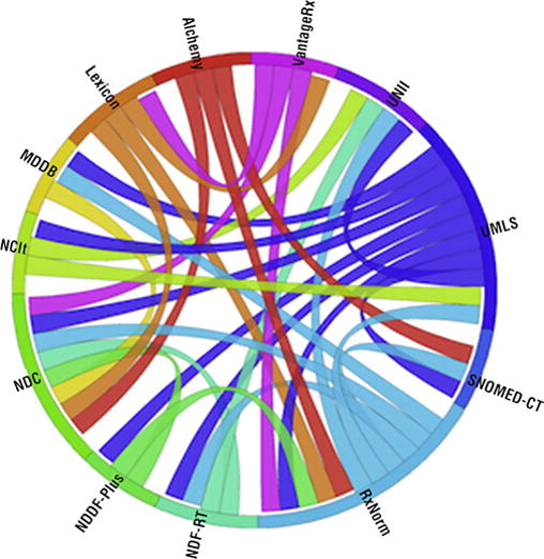 Alchemy
VantageRx
Lexicon
UNII
MDDB
UMLS
NCIt
NDC
SNOMED-CT
NDDF-Plus
RxNorm
NDF-RT